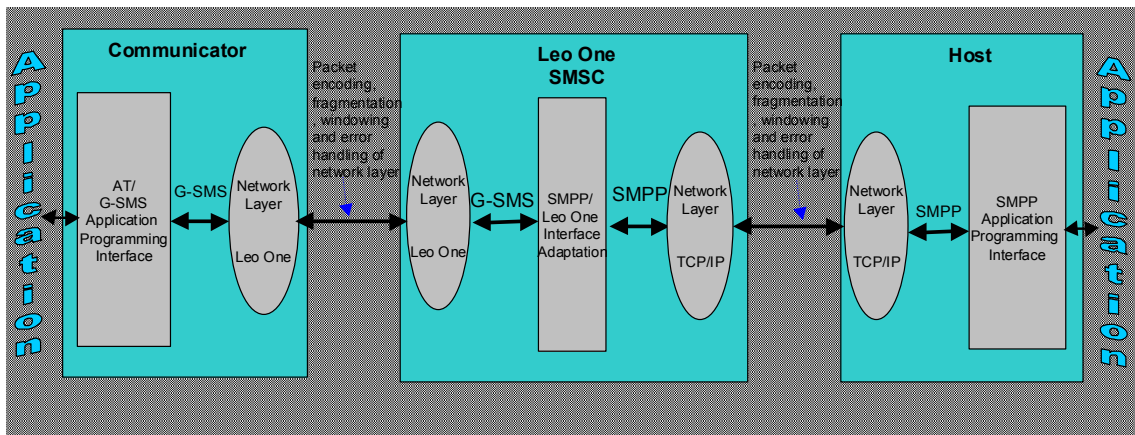 Application
Communicator
AT/
G-SMS
Application
Programming
Interface
G-SMS
Network
Layer
Leo One
Packet
encoding,
fragmentation
, windowing
and error
handling of
network layer
Leo One
SMSC
Network
Layer
Leo One
G-SMS
SMPP/
Leo One
Interface
Adaptation
SMPP
Network
Layer
TCP/IP
Packet
encoding,
fragmentation
, windowing
and error
handling of
network layer
Host
Network
Layer
TCP/IP
SMPP
SMPP
Application
Programming
Interface
Application